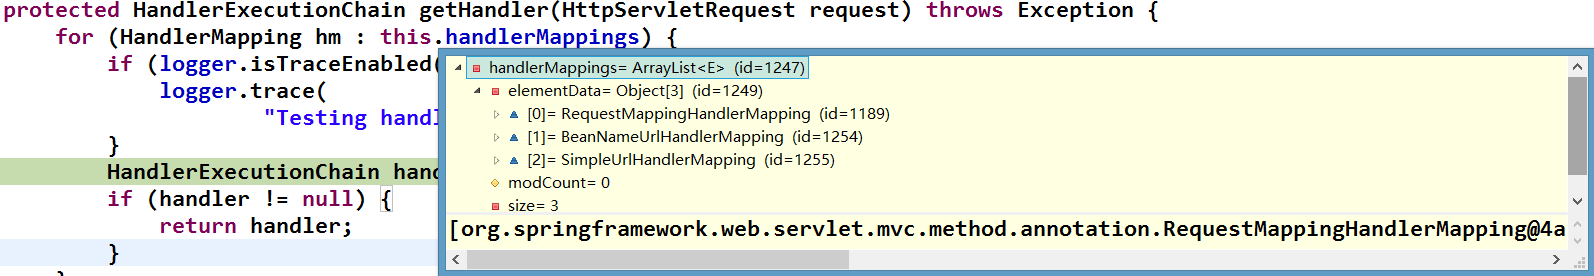 protected HandlerExecutionChain getHandler(HttpServletRequest request) throws Exception {
for (HandlerMapping hm : this.handlerMappings) {
if (logger.isTraceEnabled(
handlerMappings= ArrayList<E> (id=1247)
logger.trace(
elementData= Object[3] (id=1249)
"Testing handl
[0]= RequestMappingHandlerMapping (id=1189)
[1]= BeanNameUrlHandlerMapping (id=1254)
}
[2]= SimpleUrlHandlerMapping (id=1255)
HandlerExecutionChain hand
modCount= 0
if (handler != null) {
size= 3
return handler;
[org.springframework.web.servlet.mvc.method.annotation.RequestMappingHandlerMapping@4a
}